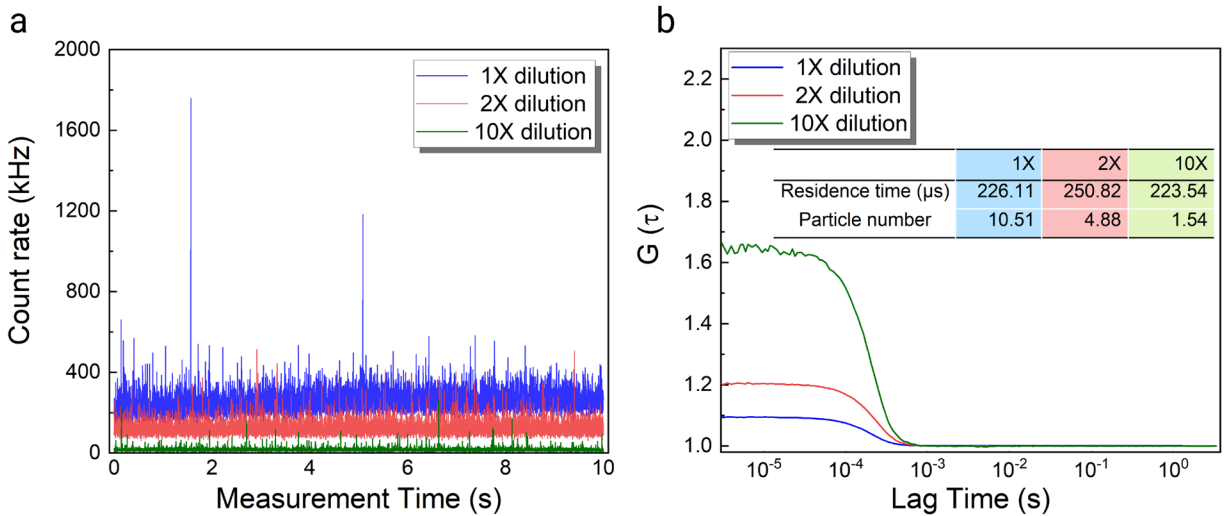 a
2000
1600
1200
800
400
0
Count rate (kHz)
1X dilution
2X dilution
10X dilution
0 2 4 6 8 10
Measurement Time (s)
b
2.2
2.0
1.8
1.6
1.4
1.2
1.0
G (τ)
1X dilution
2X dilution
10X dilution
1X 2X 10X
Residence time (µs) 226.11 250.82 223.54
Particle number 10.51 4.88 1.54
10⁻⁵ 10⁻⁴ 10⁻³ 10⁻² 10⁻¹ 10⁰
Lag Time (s)